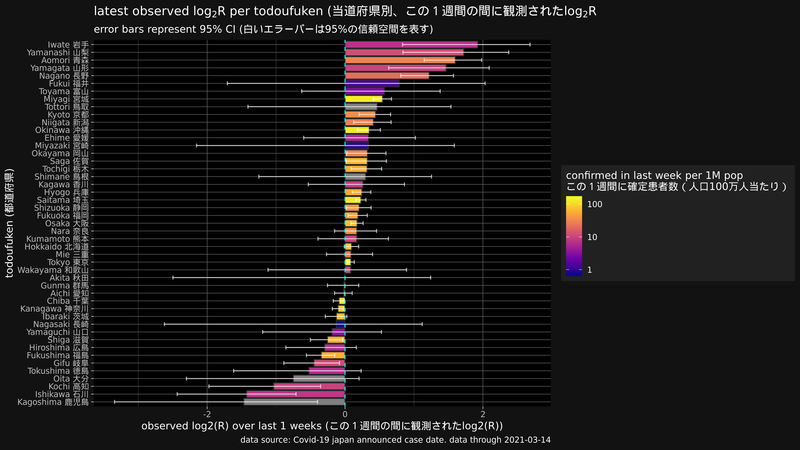 latest observed log₂R per todoufuken (当道府県別、この１週間の間に観測されたlog₂R
error bars represent 95% CI (白いエラーバーは95%の信頼空間を表す)
todoufuken (都道府県)
Iwate 岩手
Yamanashi 山梨
Aomori 青森
Yamagata 山形
Nagano 長野
Fukui 福井
Toyama 富山
Miyagi 宮城
Tottori 鳥取
Kyoto 京都
Niigata 新潟
Okinawa 沖縄
Ehime 愛媛
Miyazaki 宮崎
Okayama 岡山
Saga 佐賀
Tochigi 栃木
Shimane 島根
Kagawa 香川
Hyogo 兵庫
Saitama 埼玉
Shizuoka 静岡
Fukuoka 福岡
Osaka 大阪
Nara 奈良
Kumamoto 熊本
Hokkaido 北海道
Mie 三重
Tokyo 東京
Wakayama 和歌山
Akita 秋田
Gunma 群馬
Aichi 愛知
Chiba 千葉
Kanagawa 神奈川
Ibaraki 茨城
Nagasaki 長崎
Yamaguchi 山口
Shiga 滋賀
Hiroshima 広島
Fukushima 福島
Gifu 岐阜
Tokushima 徳島
Oita 大分
Kochi 高知
Ishikawa 石川
Kagoshima 鹿児島
-2 0 2
observed log2(R) over last 1 weeks (この１週間の間に観測されたlog2(R))
data source: Covid-19 japan announced case date. data through 2021-03-14
confirmed in last week per 1M pop
この１週間に確定患者数 ( 人口100万人当たり )
100
10
1